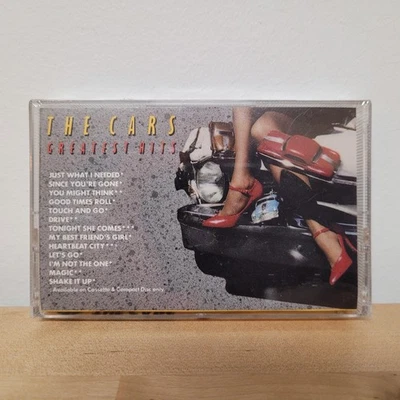 THE CARS
GREATEST HITS
JUST WHAT I NEEDED*
SINCE YOU'RE GONE*
YOU MIGHT THINK**
GOOD TIMES ROLL*
TOUCH AND GO*
DRIVE**
TONIGHT SHE COMES***
MY BEST FRIEND'S GIRL*
HEARTBEAT CITY***
LET'S GO*
I'M NOT THE ONE*
MAGIC**
SHAKE IT UP*
Available on Cassette & Compact Disc only